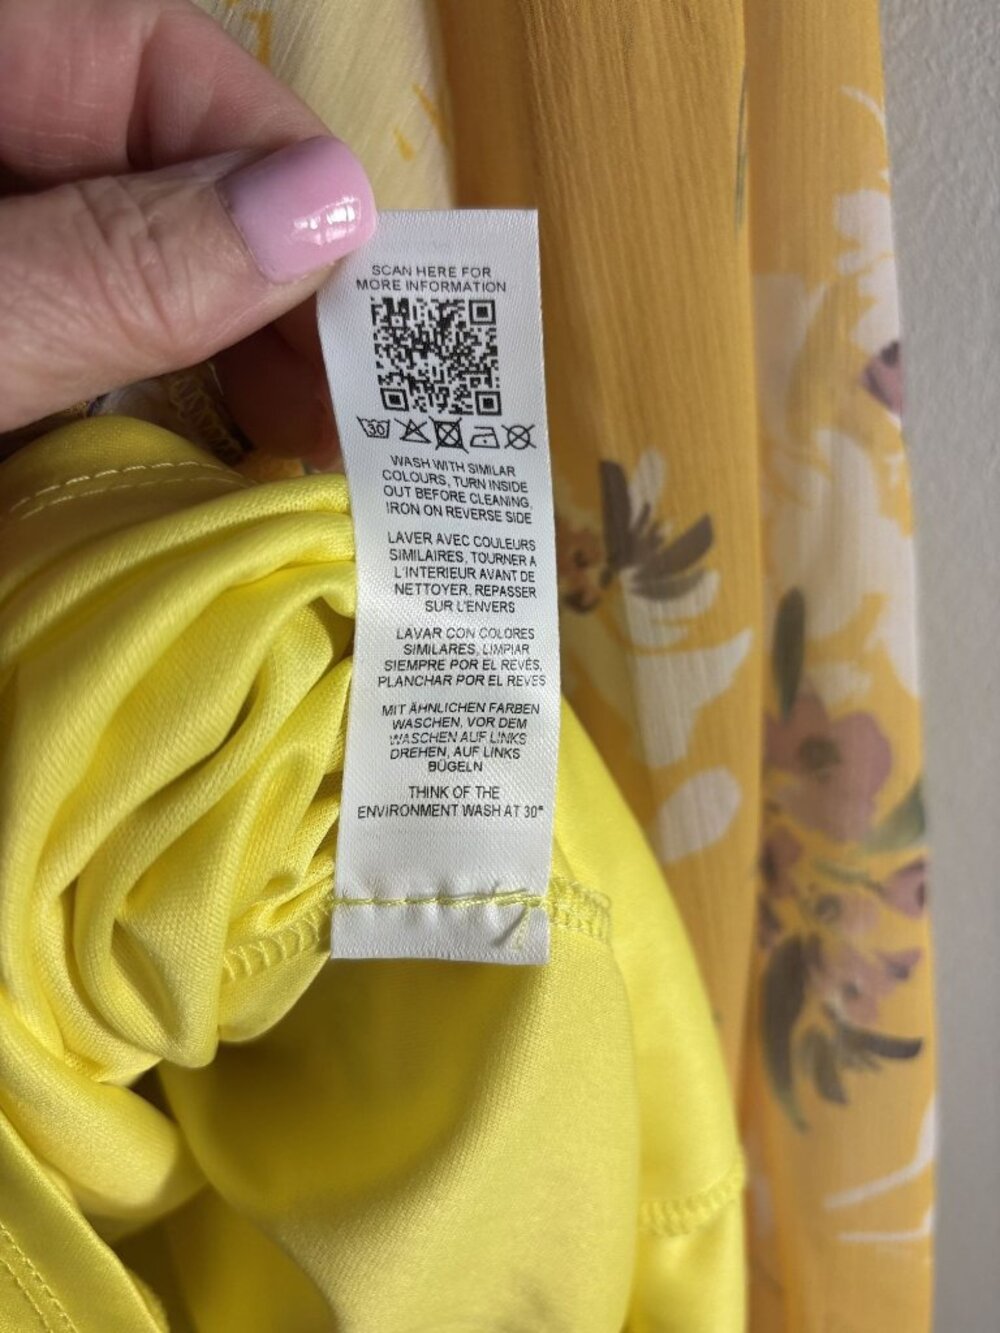 SCAN HERE FOR
MORE INFORMATION
30
WASH WITH SIMILAR
COLOURS, TURN INSIDE
OUT BEFORE CLEANING,
IRON ON REVERSE SIDE
LAVER AVEC COULEURS
SIMILAIRES, TOURNER A
L'INTERIEUR AVANT DE
NETTOYER, REPASSER
SUR L'ENVERS
LAVAR CON COLORES
SIMILARES, LIMPIAR
SIEMPRE POR EL REVÉS,
PLANCHAR POR EL REVES
MIT ÄHNLICHEN FARBEN
WASCHEN, VOR DEM
WASCHEN AUF LINKS
DREHEN, AUF LINKS
BÜGELN
THINK OF THE
ENVIRONMENT WASH AT 30°